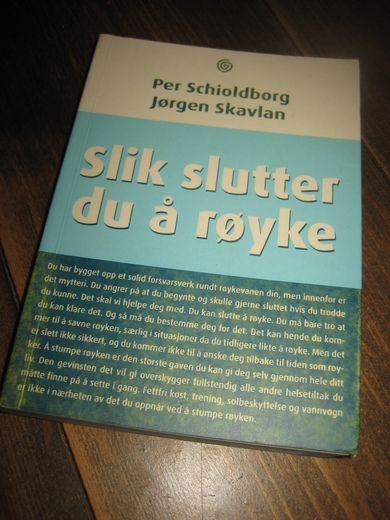 Per Schioldborg
Jørgen Skavlan
Slik slutter
du å røyke
Du har bygget opp et solid forsvarsverk rundt røykevanen din, men innenfor er
det mytteri. Du angrer på at du begynte og skulle gjerne sluttet hvis du trodde
du kunne. Det skal vi hjelpe deg med. Du kan slutte å røyke. Du må bare tro at
du kan klare det. Og så må du bestemme deg for det. Det kan hende du kom-
mer til å savne røyken, særlig i situasjoner da du tidligere likte å røyke. Men det
er slett ikke sikkert, og du kommer ikke til å ønske deg tilbake til tiden som røy-
ker. Å stumpe røyken er den største gaven du kan gi deg selv gjennom hele ditt
liv. Den gevinsten det vil gi overskygger fullstendig alle andre helsetiltak du
måtte finne på å sette i gang. Fettfri kost, trening, solbeskyttelse og vannvogn
er ikke i nærheten av det du oppnår ved å stumpe røyken.